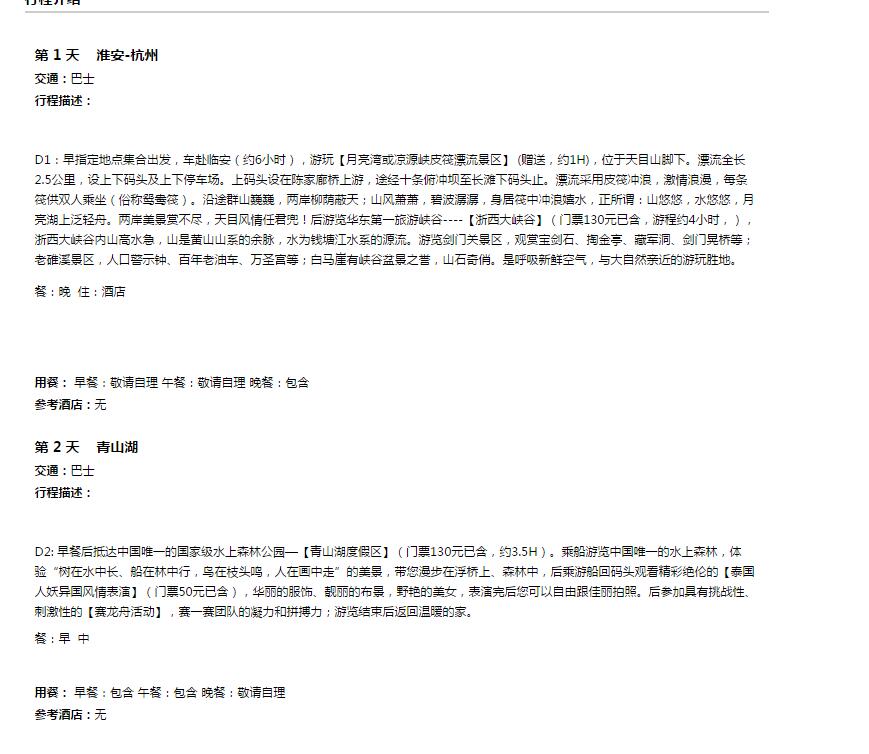 行程介绍
第 1 天 淮安-杭州
交通：巴士
行程描述：
D1：早指定地点集合出发，车赴临安（约6小时），游玩【月亮湾或凉源峡皮筏漂流景区】 (赠送，约1H)，位于天目山脚下。漂流全长
2.5公里，设上下码头及上下停车场。上码头设在陈家廊桥上游，途经十条俯冲坝至长滩下码头止。漂流采用皮筏冲浪，激情浪漫，每条
筏供双人乘坐（俗称鸳鸯筏）。沿途群山巍巍，两岸柳荫蔽天；山风萧萧，碧波潺潺，身居筏中冲浪嬉水，正所谓：山悠悠，水悠悠，月
亮湖上泛轻舟。两岸美景赏不尽，天目风情任君兜！后游览华东第一旅游峡谷----【浙西大峡谷】（门票130元已含，游程约4小时，），
浙西大峡谷内山高水急，山是黄山山系的余脉，水为钱塘江水系的源流。游览剑门关景区，观赏宝剑石、掏金亭、藏军洞、剑门晃桥等；
老碓溪景区，人口警示钟、百年老油车、万圣宫等；白马崖有峡谷盆景之誉，山石奇俏。是呼吸新鲜空气，与大自然亲近的游玩胜地。
餐：晚 住：酒店
用餐： 早餐：敬请自理 午餐：敬请自理 晚餐：包含
参考酒店：无
第 2 天 青山湖
交通：巴士
行程描述：
D2: 早餐后抵达中国唯一的国家级水上森林公园—【青山湖度假区】（门票130元已含，约3.5H）。乘船游览中国唯一的水上森林，体
验“树在水中长、船在林中行，鸟在枝头鸣，人在画中走”的美景，带您漫步在浮桥上、森林中，后乘游船回码头观看精彩绝伦的【泰国
人妖异国风情表演】（门票50元已含），华丽的服饰、靓丽的布景，野艳的美女，表演完后您可以自由跟佳丽拍照。后参加具有挑战性、
刺激性的【赛龙舟活动】，赛一赛团队的凝力和拼搏力；游览结束后返回温暖的家。
餐：早 中
用餐： 早餐：包含 午餐：包含 晚餐：敬请自理
参考酒店：无